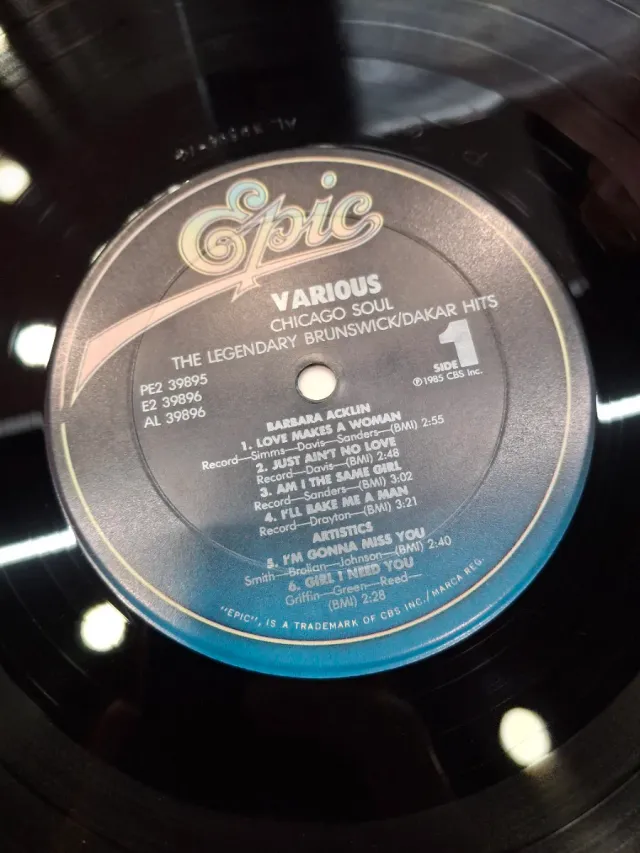 Epic
VARIOUS
CHICAGO SOUL
THE LEGENDARY BRUNSWICK/DAKAR HITS
PE2 39895
E2 39896
AL 39896
SIDE 1
℗1985 CBS Inc.
BARBARA ACKLIN
1. LOVE MAKES A WOMAN
Record—Simms—Davis—Sanders—(BMI) 2:55
2. JUST AIN'T NO LOVE
Record—Davis—(BMI) 2:48
3. AM I THE SAME GIRL
Record—Sanders—(BMI) 3:02
4. I'LL BAKE ME A MAN
Record—Drayton—(BMI) 3:21
ARTISTICS
5. I'M GONNA MISS YOU
Smith—Brolian—Johnson—(BMI) 2:40
6. GIRL I NEED YOU
Griffin—Green—Reed—
(BMI) 2:28
"EPIC", IS A TRADEMARK OF CBS INC./MARCA REG.